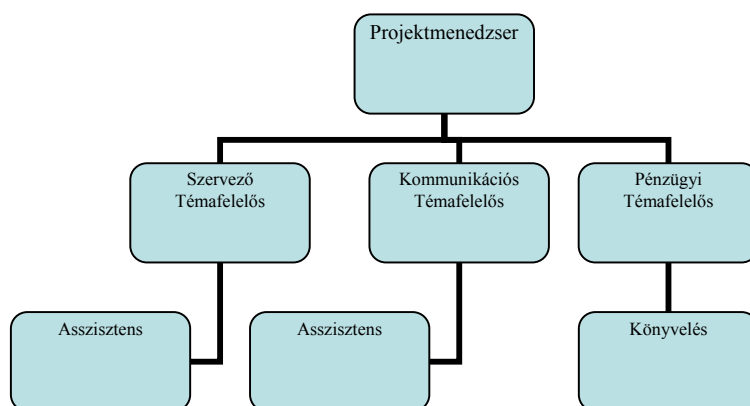 Projektmenedzser
Szervező
Témafelelős
Kommunikációs
Témafelelős
Pénzügyi
Témafelelős
Asszisztens
Asszisztens
Könyvelés